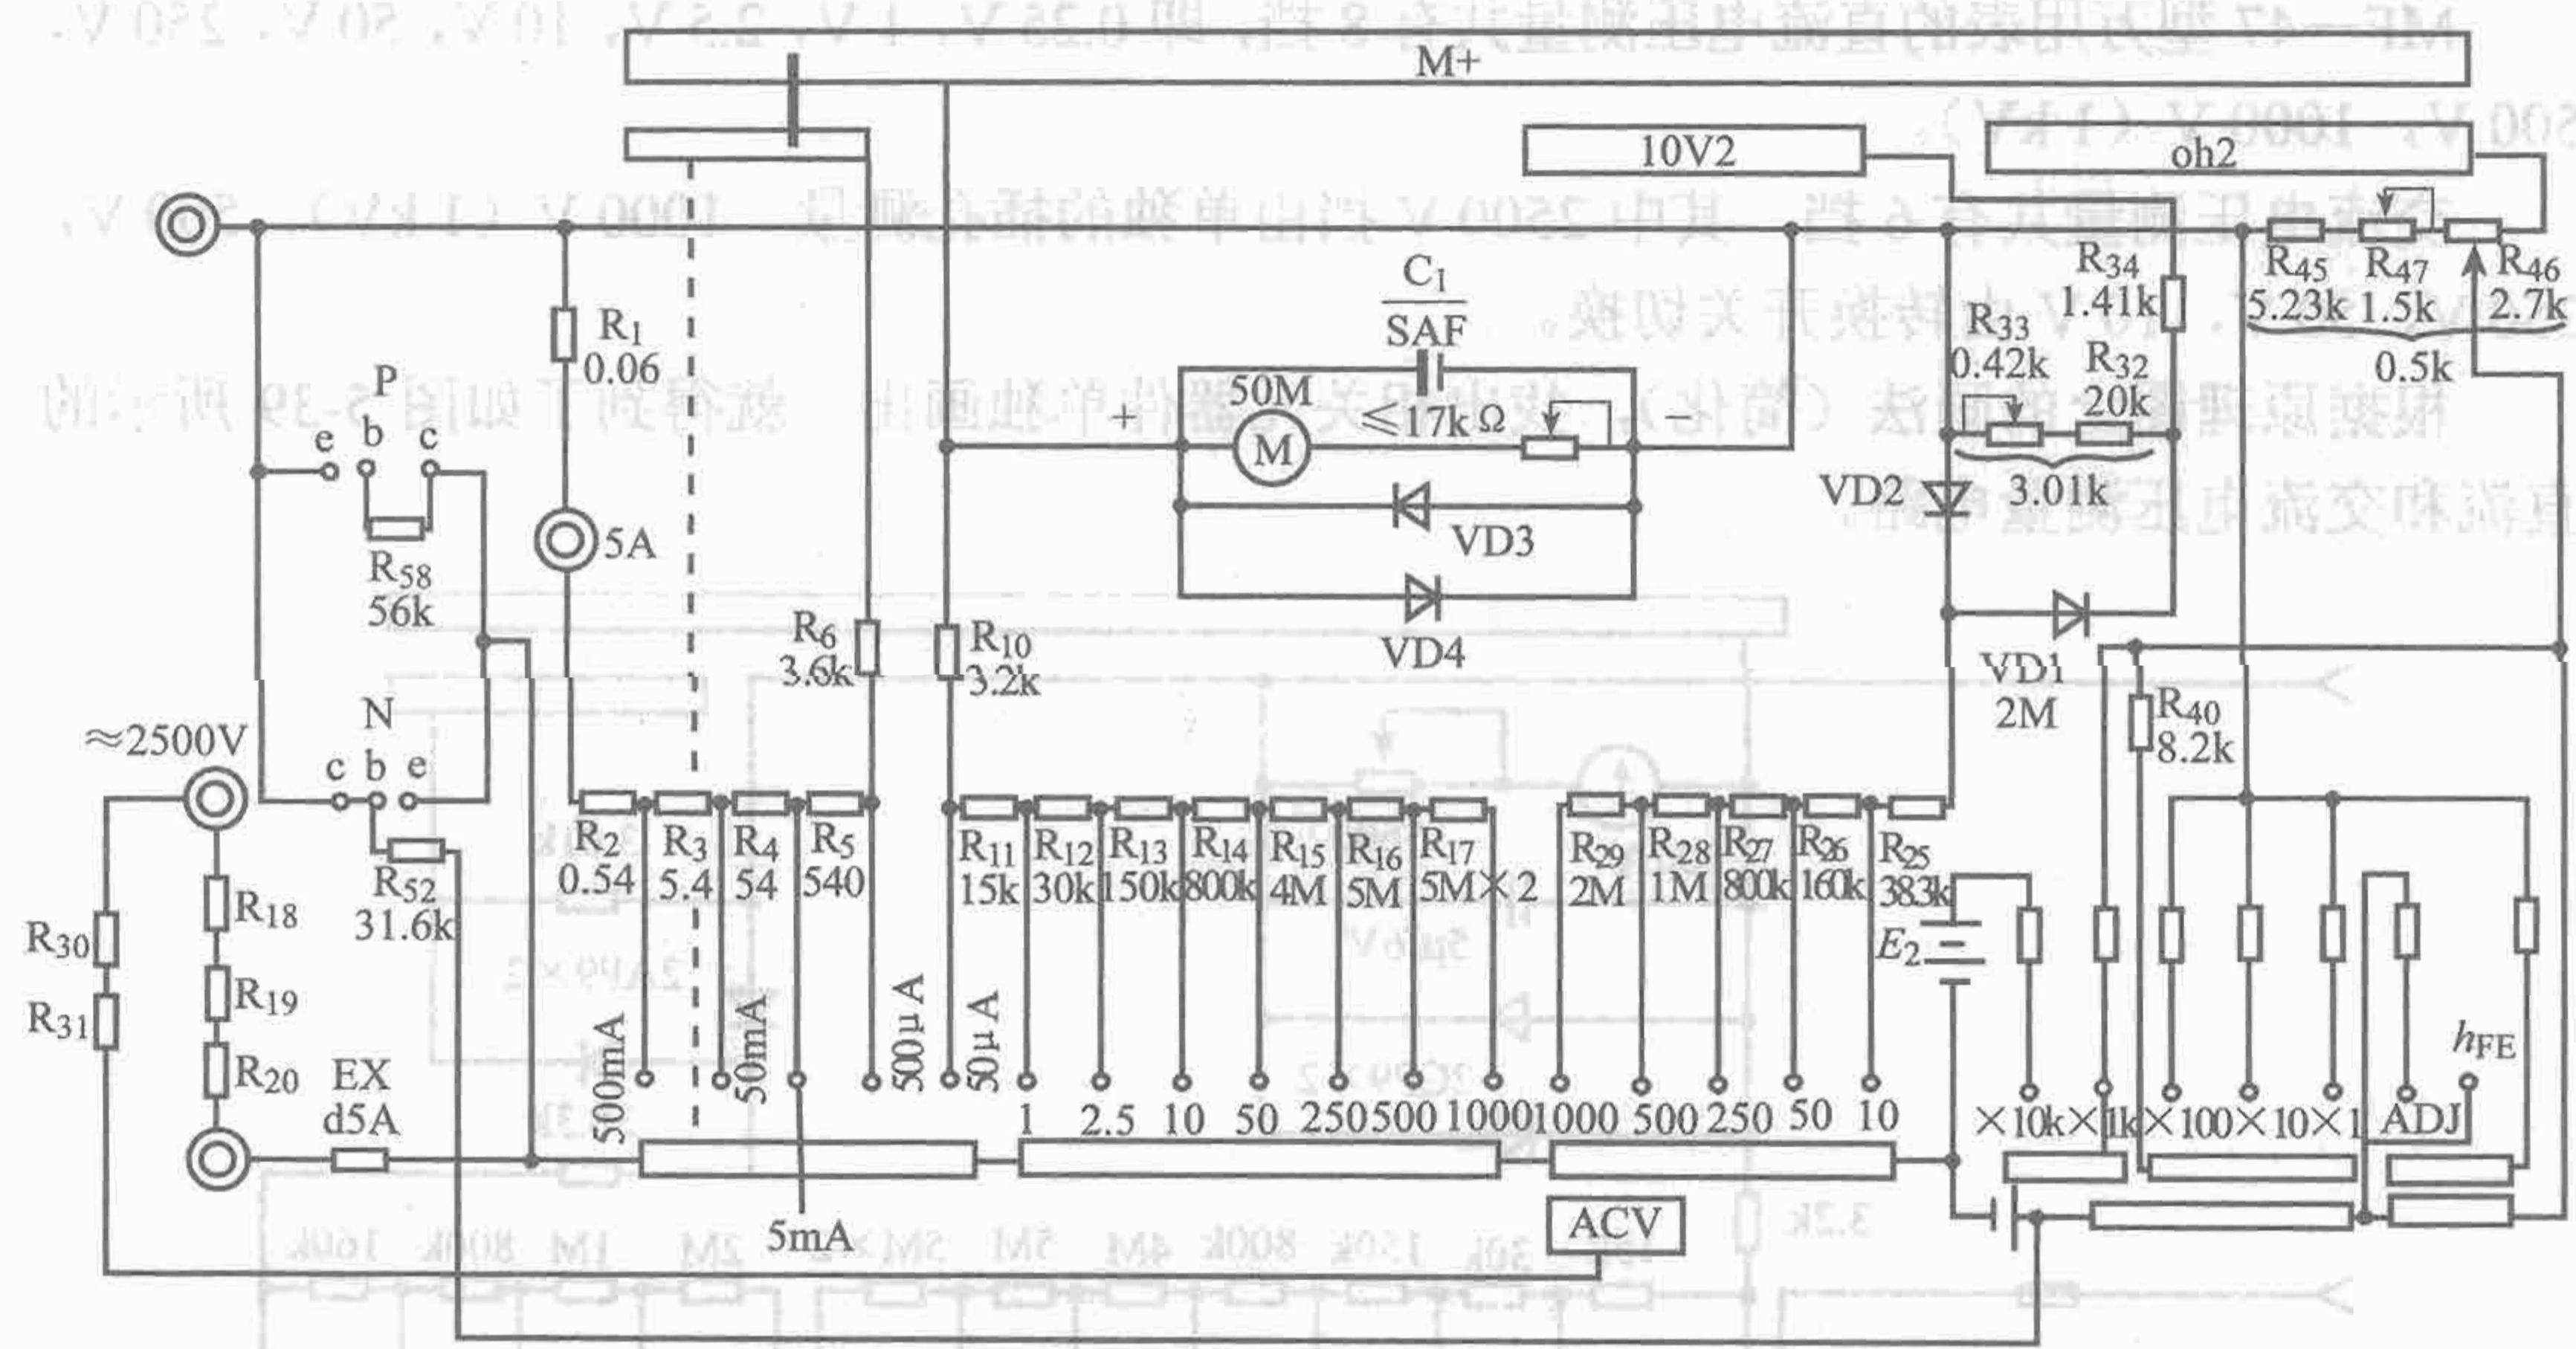 M+
10V2
oh2
C1
SAF
R34
1.41k
R45
5.23k
R47
1.5k
R46
2.7k
0.5k
R1
0.06
R33
0.42k
R32
20k
3.01k
P
e b c
50M
+
M
≤17kΩ
−
VD2
VD3
5A
R58
56k
R6
3.6k
R10
3.2k
VD4
VD1
2M
R40
8.2k
N
≈2500V
c b e
R52
31.6k
R2
0.54
R3
5.4
R4
54
R5
540
R11
15k
R12
30k
R13
150k
R14
800k
R15
4M
R16
5M
R17
5M×2
R29
2M
R28
1M
R27
800k
R26
160k
R25
383k
E2
R30
R31
R18
R19
R20
EX
d5A
500mA
50mA
500μA
50μA
1 2.5 10 50 250 500 1000 1000 500 250 50 10
×10k ×1k ×100 ×10 ×1 ADJ
hFE
5mA
ACV